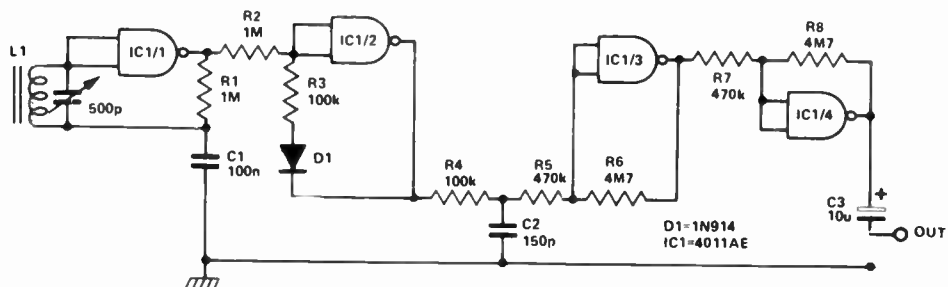 L1
500p
IC1/1
R1
1M
R2
1M
C1
100n
R3
100k
D1
IC1/2
R4
100k
C2
150p
R5
470k
IC1/3
R6
4M7
R7
470k
R8
4M7
IC1/4
D1=1N914
IC1=4011AE
C3
10u
+
OUT